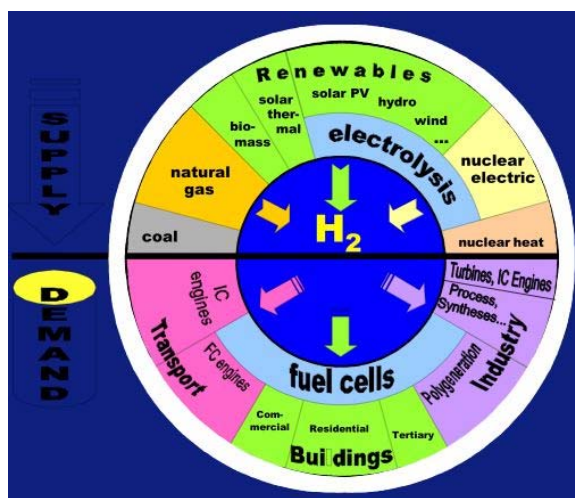 SUPPLY
Renewables
solar PV
hydro
wind
...
solar
ther-
mal
bio-
mass
electrolysis
natural
gas
nuclear
electric
coal
H2
nuclear heat
DEMAND
IC
engines
Turbines, IC Engines
Process,
Syntheses...
Transport
FC engines
fuel cells
Polygeneration
Industry
Com-
mercial
Residential
Tertiary
Bui▯dings